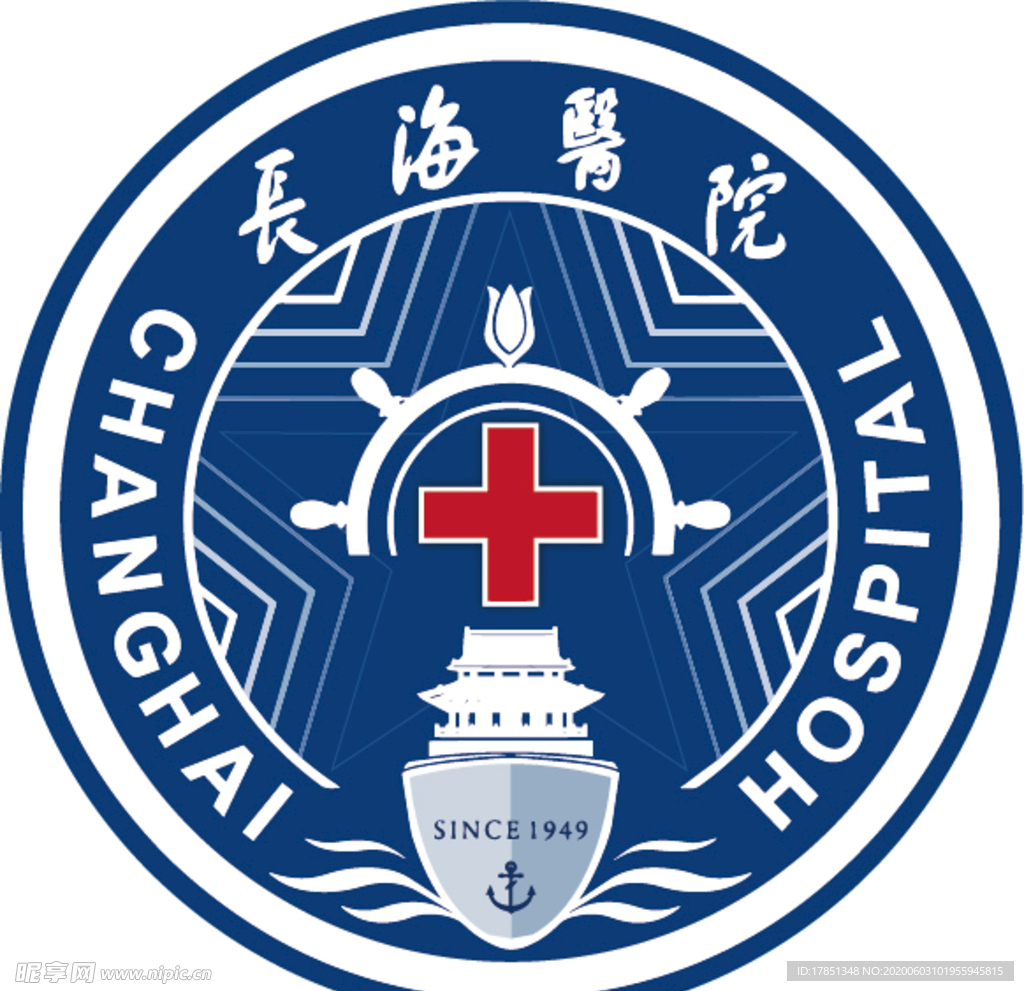 長海醫院
CHANGHAI HOSPITAL
SINCE 1949
昵享网 www.nipic.cn
ID:17851348 NO:20200603101955945815